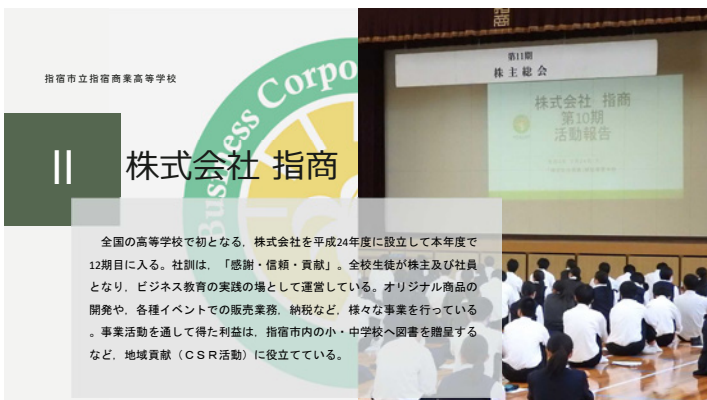 指宿市立指宿商業高等学校
Business Corpo
Ⅱ
株式会社 指商
全国の高等学校で初となる，株式会社を平成24年度に設立して本年度で
12期目に入る。社訓は，「感謝・信頼・貢献」。全校生徒が株主及び社員
となり，ビジネス教育の実践の場として運営している。オリジナル商品の
開発や，各種イベントでの販売業務，納税など，様々な事業を行っている
。事業活動を通して得た利益は，指宿市内の小・中学校へ図書を贈呈する
など，地域貢献（ＣＳＲ活動）に役立てている。
指商
第11期
株主総会
株式会社 指商
第10期
活動報告